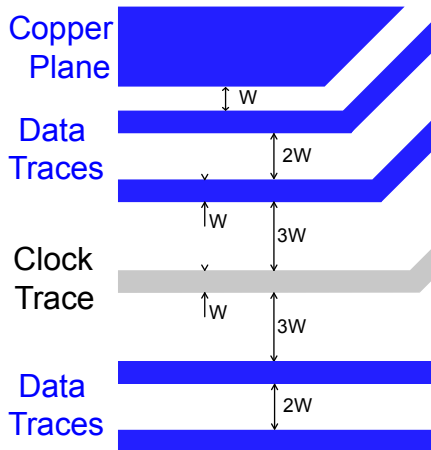 Copper
Plane
W
Data
Traces
2W
W
3W
Clock
Trace
W
3W
Data
Traces
2W